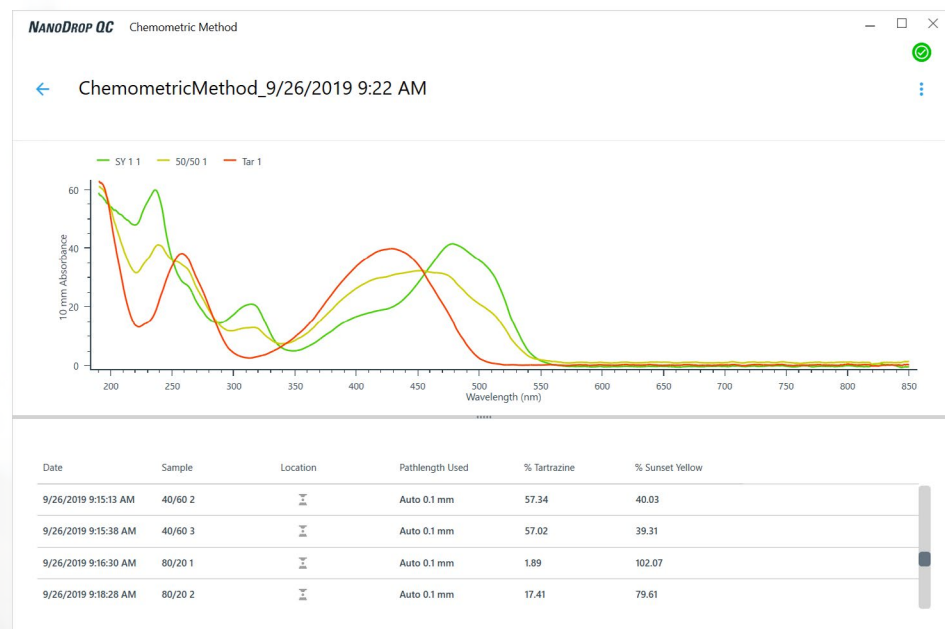 NANODROP QC Chemometric Method
ChemometricMethod_9/26/2019 9:22 AM
SY 1 1 50/50 1 Tar 1
10 mm Absorbance
60
40
20
0
200 250 300 350 400 450 500 550 600 650 700 750 800 850
Wavelength (nm)
Date Sample Location Pathlength Used % Tartrazine % Sunset Yellow
9/26/2019 9:15:13 AM 40/60 2 Auto 0.1 mm 57.34 40.03
9/26/2019 9:15:38 AM 40/60 3 Auto 0.1 mm 57.02 39.31
9/26/2019 9:16:30 AM 80/20 1 Auto 0.1 mm 1.89 102.07
9/26/2019 9:18:28 AM 80/20 2 Auto 0.1 mm 17.41 79.61